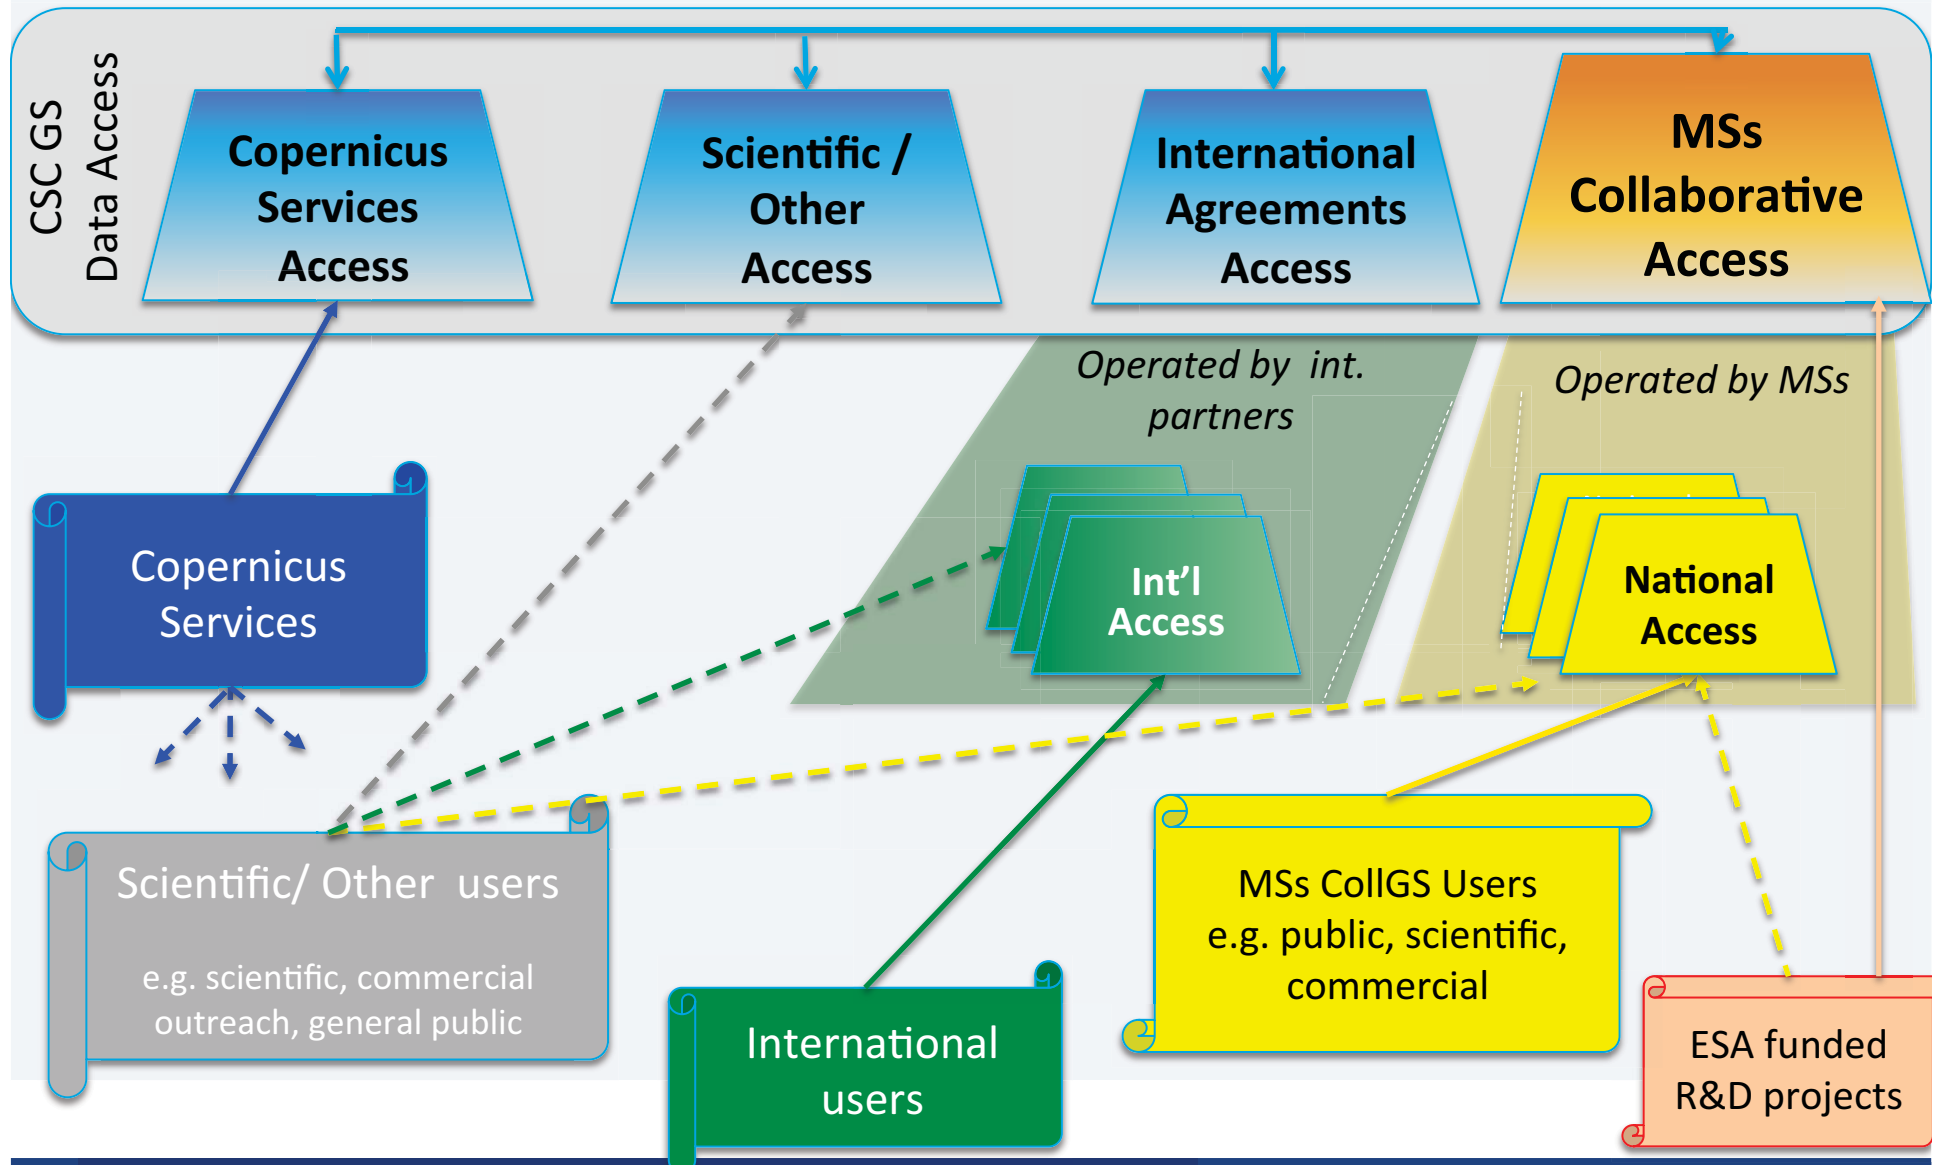 CSC GS
Data Access
Copernicus
Services
Access
Scientific /
Other
Access
International
Agreements
Access
MSs
Collaborative
Access
Operated by int.
partners
Operated by MSs
Int'l
Access
National
Access
Copernicus
Services
Scientific/ Other users
e.g. scientific, commercial
outreach, general public
International
users
MSs CollGS Users
e.g. public, scientific,
commercial
ESA funded
R&D projects